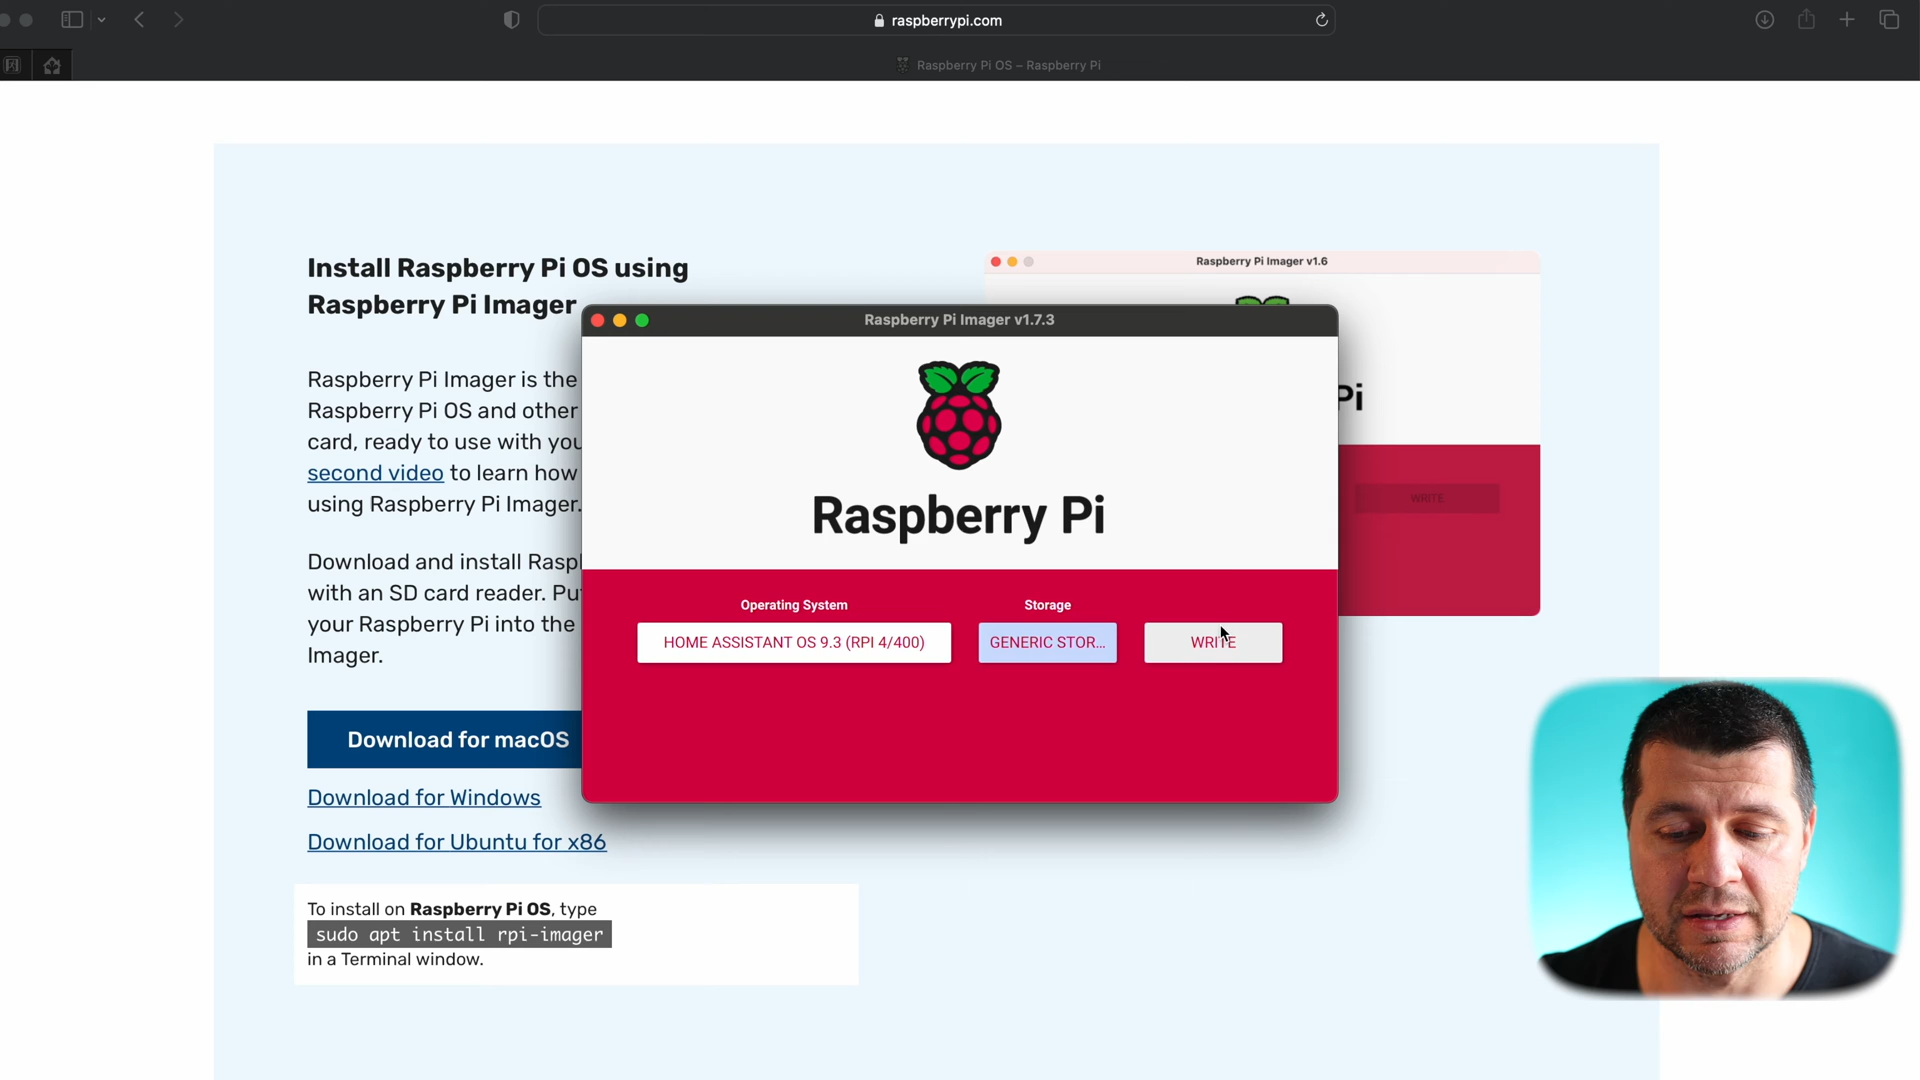 raspberrypi.com
Raspberry Pi OS – Raspberry Pi
Install Raspberry Pi OS using
Raspberry Pi Imager
Raspberry Pi Imager is the
Raspberry Pi OS and other
card, ready to use with you
second video to learn how
using Raspberry Pi Imager.
Download and install Rasp
with an SD card reader. Pu
your Raspberry Pi into the
Imager.
Download for macOS
Download for Windows
Download for Ubuntu for x86
To install on Raspberry Pi OS, type
sudo apt install rpi-imager
in a Terminal window.
Raspberry Pi Imager v1.6
Pi
WRITE
Raspberry Pi Imager v1.7.3
Raspberry Pi
Operating System
Storage
HOME ASSISTANT OS 9.3 (RPI 4/400)
GENERIC STOR...
WRITE